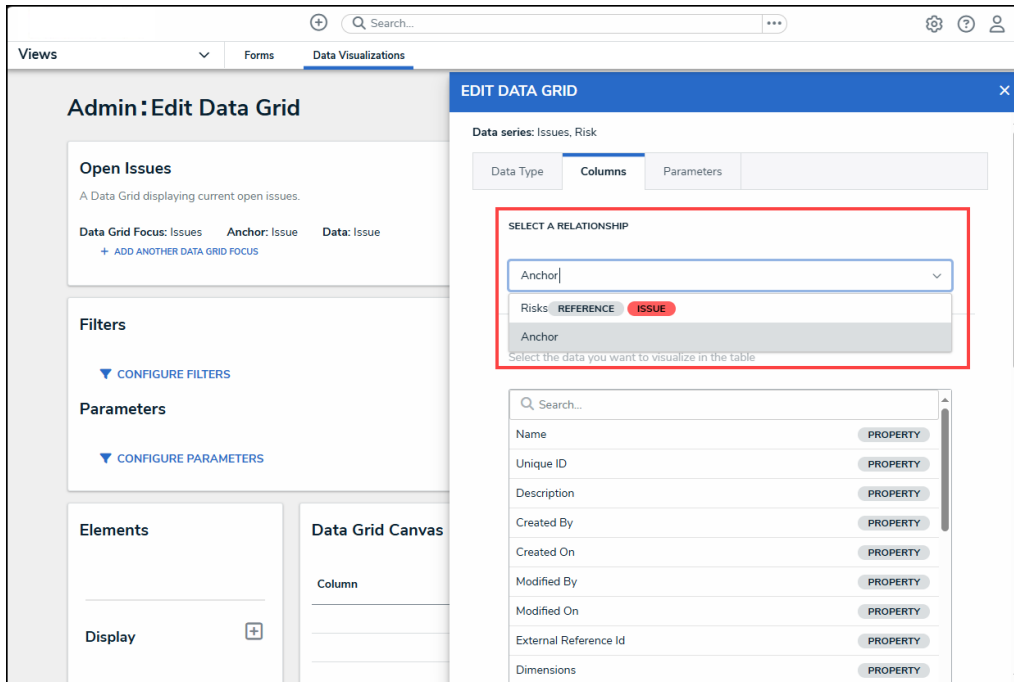 Search...
Views
Forms
Data Visualizations
Admin:Edit Data Grid
Open Issues
A Data Grid displaying current open issues.
Data Grid Focus: Issues Anchor: Issue Data: Issue
+ ADD ANOTHER DATA GRID FOCUS
Filters
CONFIGURE FILTERS
Parameters
CONFIGURE PARAMETERS
Elements
Display
Data Grid Canvas
Column
EDIT DATA GRID
Data series: Issues, Risk
Data Type
Columns
Parameters
SELECT A RELATIONSHIP
Anchor
Risks REFERENCE ISSUE
Anchor
Select the data you want to visualize in the table
Search...
Name PROPERTY
Unique ID PROPERTY
Description PROPERTY
Created By PROPERTY
Created On PROPERTY
Modified By PROPERTY
Modified On PROPERTY
External Reference Id PROPERTY
Dimensions PROPERTY